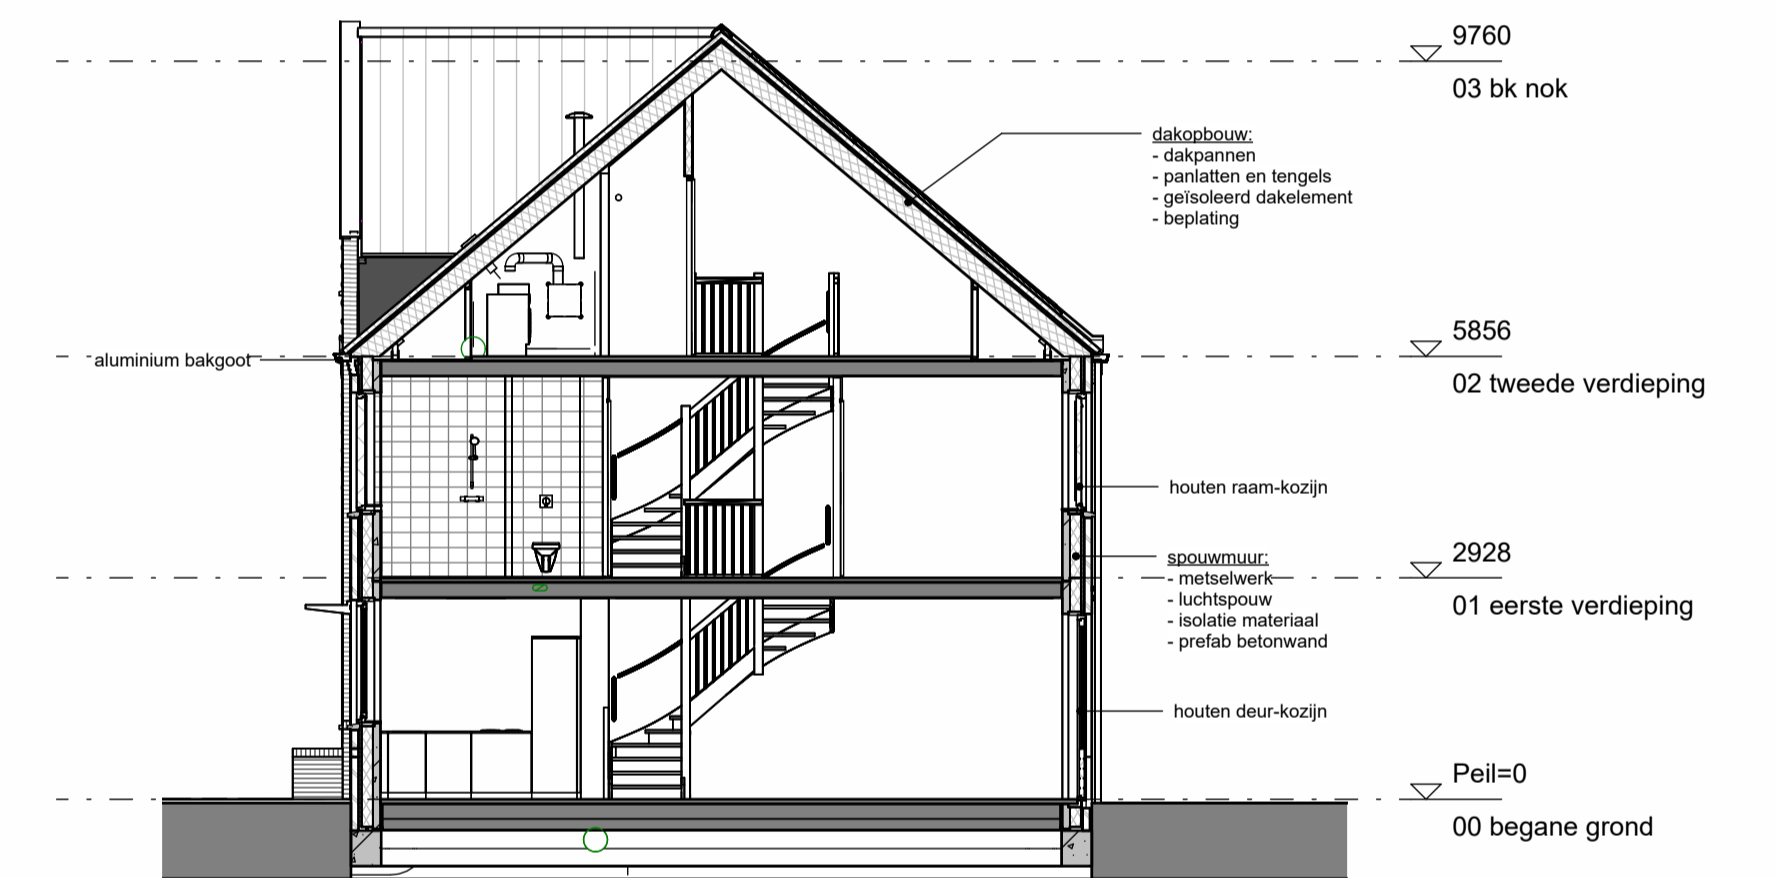 9760
03 bk nok
dakopbouw:
- dakpannen
- panlatten en tengels
- geïsoleerd dakelement
- beplating
5856
aluminium bakgoot
02 tweede verdieping
houten raam-kozijn
2928
spouwmuur:
- metselwerk
- luchtspouw
- isolatie materiaal
- prefab betonwand
01 eerste verdieping
houten deur-kozijn
Peil=0
00 begane grond